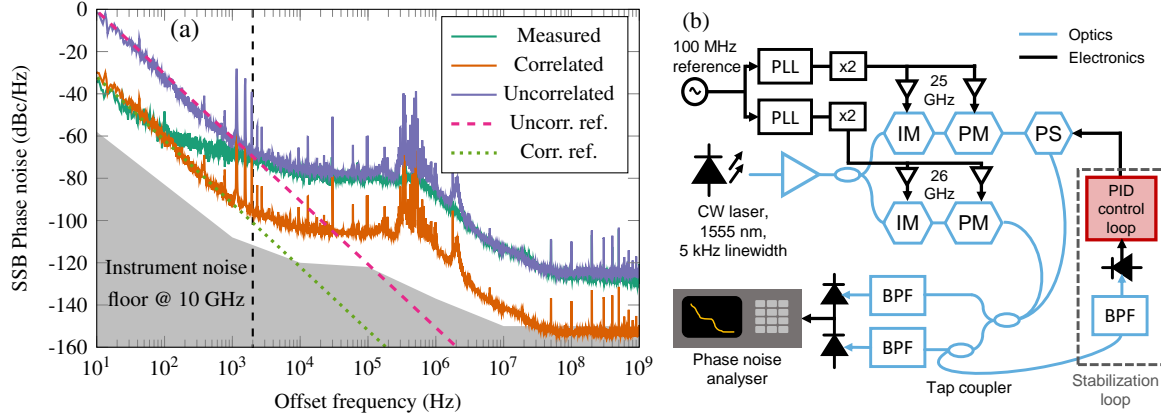 (a)
SSB Phase noise (dBc/Hz)
0
-20
-40
-60
-80
-100
-120
-140
-160
Measured
Correlated
Uncorrelated
Uncorr. ref.
Corr. ref.
Instrument noise
floor @ 10 GHz
10^1
10^2
10^3
10^4
10^5
10^6
10^7
10^8
10^9
Offset frequency (Hz)
(b)
Optics
Electronics
100 MHz
reference
PLL
x2
PLL
x2
25
GHz
IM
PM
PS
26
GHz
IM
PM
CW laser,
1555 nm,
5 kHz linewidth
PID
control
loop
BPF
BPF
BPF
Phase noise
analyser
Tap coupler
Stabilization
loop